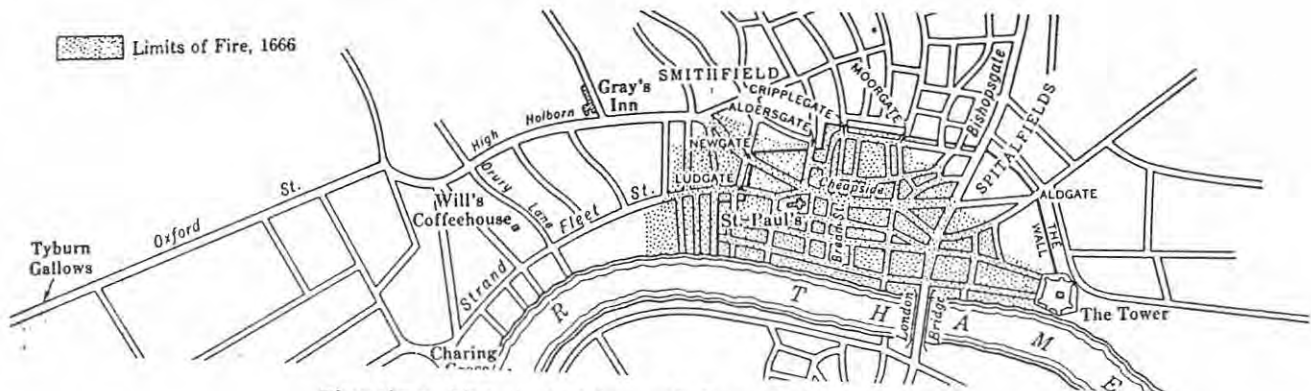 Limits of Fire, 1666
SMITHFIELD
Gray's
Inn
CRIPPLEGATE
MOORGATE
ALDERSGATE
Bishopsgate
SPITALFIELDS
High
Holborn
NEWGATE
LUDGATE
Cheapside
ALDGATE
Drury
Lane
Will's
Coffeehouse
Fleet
St.
St. Paul's
Bread St.
THE
WALL
Oxford
St.
Tyburn
Gallows
Strand
R
T
H
A
M
E
London
Bridge
The Tower
Charing